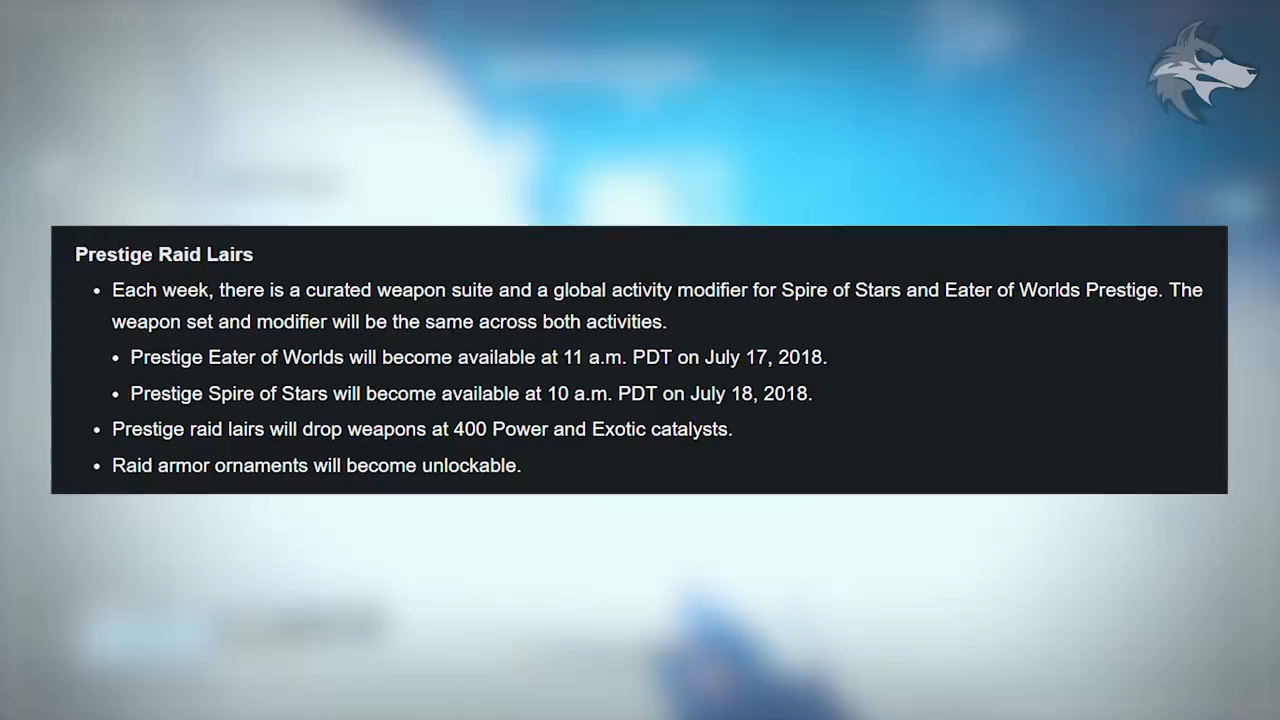 Prestige Raid Lairs
• Each week, there is a curated weapon suite and a global activity modifier for Spire of Stars and Eater of Worlds Prestige. The
weapon set and modifier will be the same across both activities.
• Prestige Eater of Worlds will become available at 11 a.m. PDT on July 17, 2018.
• Prestige Spire of Stars will become available at 10 a.m. PDT on July 18, 2018.
• Prestige raid lairs will drop weapons at 400 Power and Exotic catalysts.
• Raid armor ornaments will become unlockable.